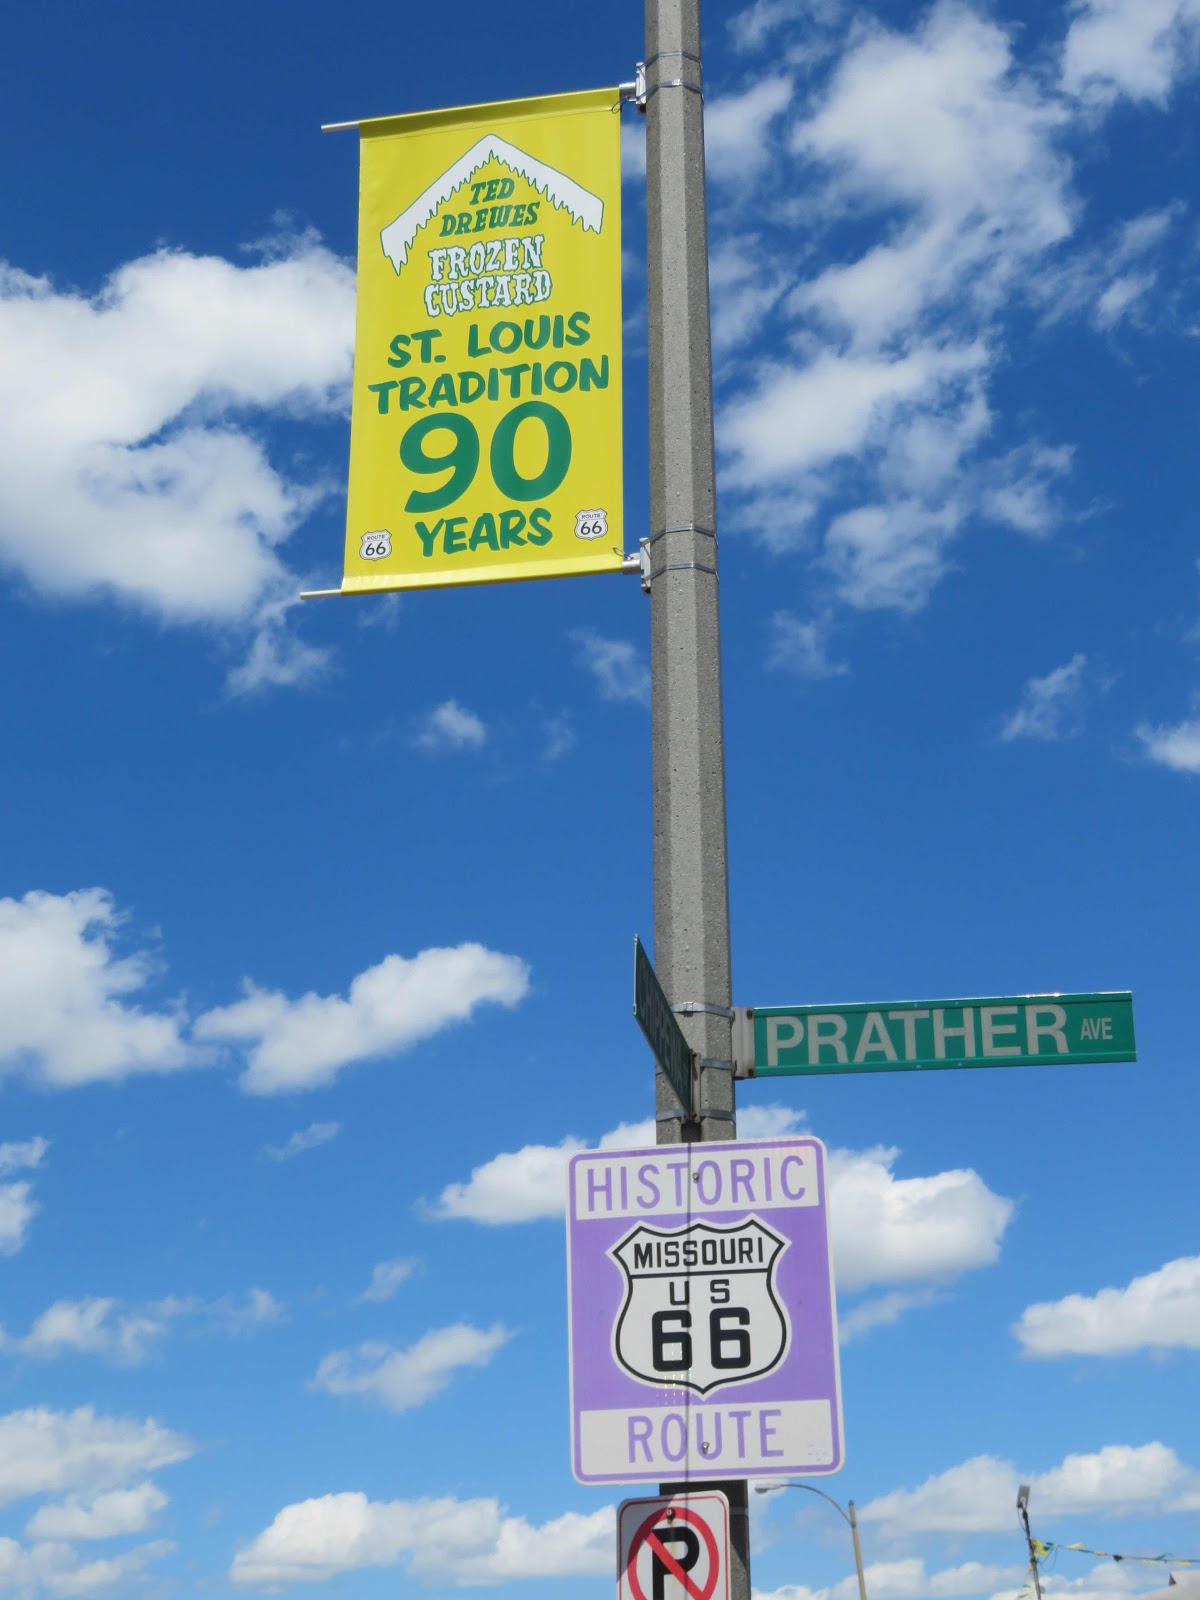 TED
DREWES
FROZEN
CUSTARD
ST. LOUIS
TRADITION
90
YEARS
ROUTE
66
ROUTE
66
PRATHER AVE
HISTORIC
MISSOURI
U S
66
ROUTE
P